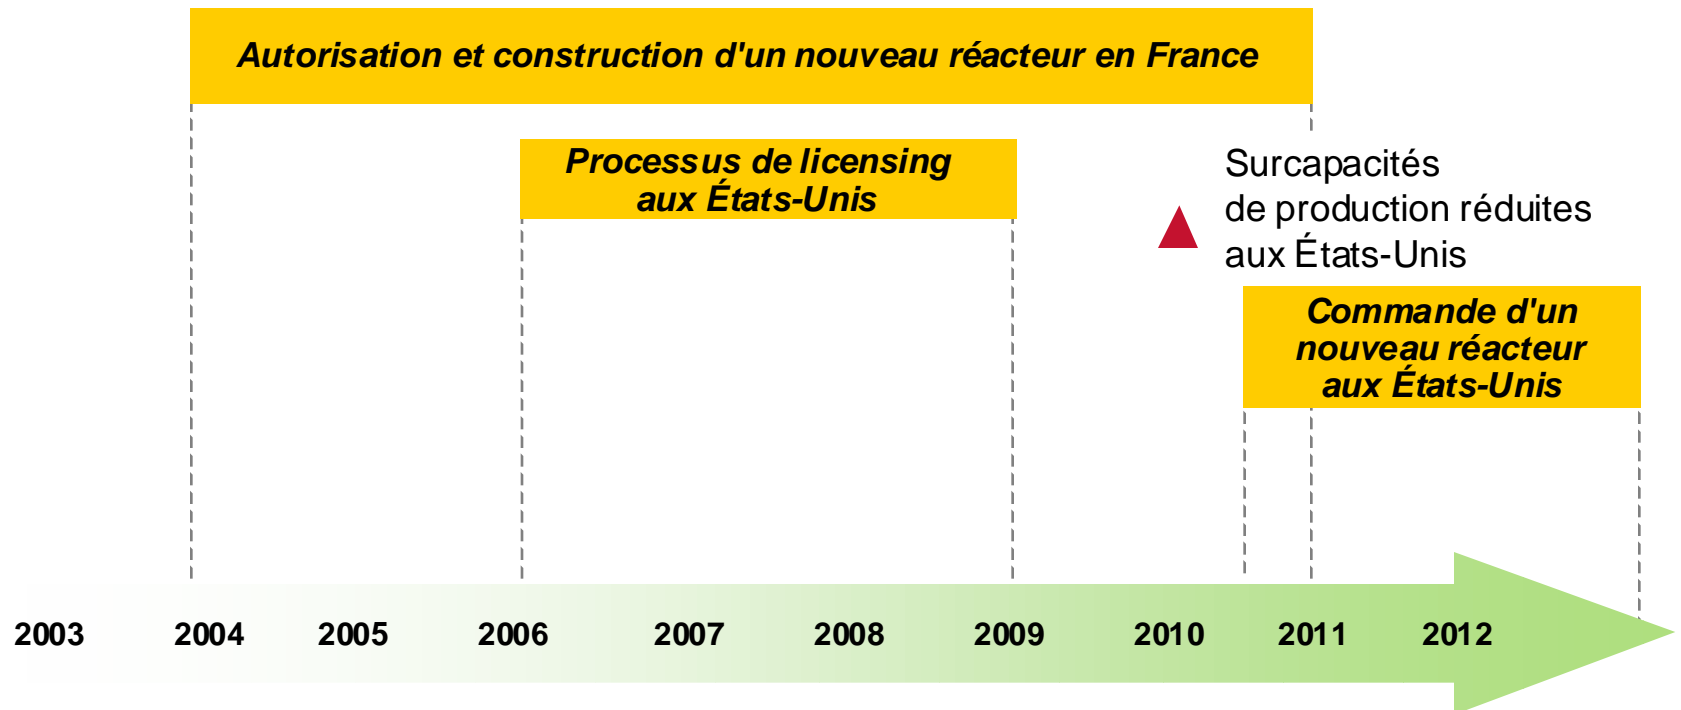 Autorisation et construction d'un nouveau réacteur en France
Processus de licensing
aux États-Unis
Surcapacités
de production réduites
aux États-Unis
Commande d'un
nouveau réacteur
aux États-Unis
2003 2004 2005 2006 2007 2008 2009 2010 2011 2012